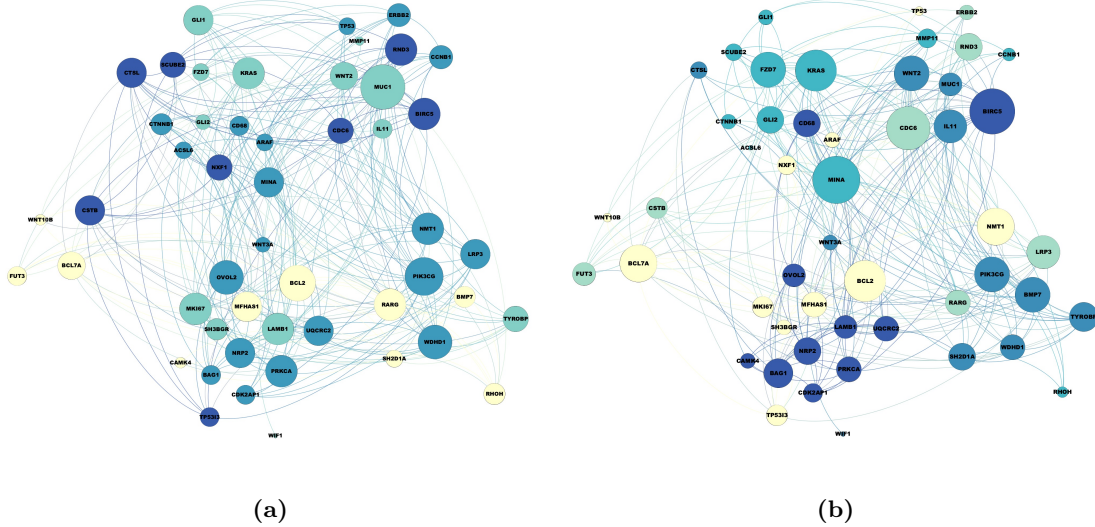 GLI1
TP53
ERBB2
MMP11
RND3
CCNB1
CTSL
SCUBE2
FZD7
KRAS
WNT2
MUC1
BIRC5
CTNNB1
GLI2
CD68
CDC6
IL11
ARAF
ACSL6
NXF1
MINA
CSTB
WNT10B
NMT1
WNT3A
LRP3
BCL7A
FUT3
OVOL2
BCL2
PIK3CG
MKI67
MFHAS1
RARG
BMP7
TYROBP
SH3BGR
LAMB1
UQCRC2
WDHD1
NRP2
SH2D1A
CAMK4
BAG1
PRKCA
CDK2AP1
RHOH
TP53I3
WIF1
(a)
TP53
ERBB2
GLI1
MMP11
RND3
CCNB1
SCUBE2
CTSL
FZD7
KRAS
WNT2
MUC1
BIRC5
CTNNB1
GLI2
CD68
CDC6
IL11
ARAF
ACSL6
NXF1
MINA
CSTB
WNT10B
NMT1
WNT3A
LRP3
BCL7A
FUT3
OVOL2
BCL2
PIK3CG
BMP7
MKI67
MFHAS1
RARG
TYROBP
SH3BGR
LAMB1
UQCRC2
WDHD1
NRP2
SH2D1A
CAMK4
BAG1
PRKCA
CDK2AP1
RHOH
TP53I3
WIF1
(b)